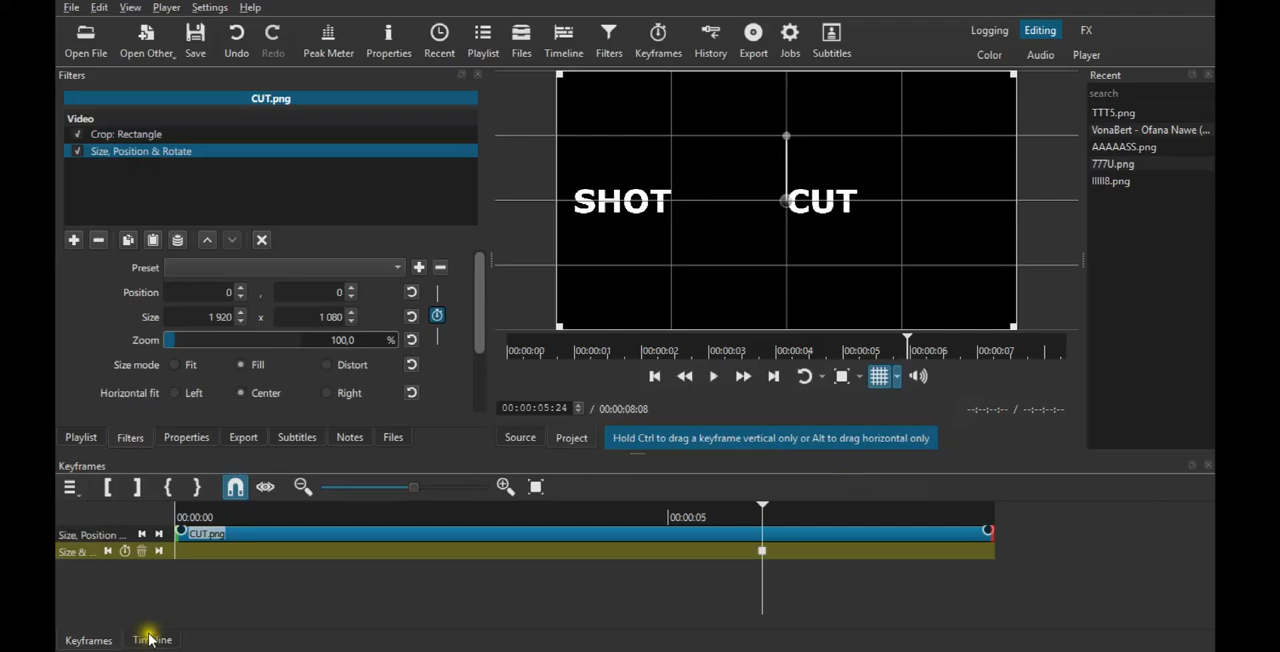 File Edit View Player Settings Help
Open File Open Other Save Undo Redo Peak Meter Properties Recent Playlist Files Timeline Filters Keyframes History Export Jobs Subtitles
Logging Editing FX
Color Audio Player
Filters
CUT.png
Video
Crop: Rectangle
Size, Position & Rotate
Preset
Position 0 , 0
Size 1 920 x 1 080
Zoom 100,0 %
Size mode Fit Fill Distort
Horizontal fit Left Center Right
Playlist Filters Properties Export Subtitles Notes Files
SHOT CUT
00:00:00 00:00:01 00:00:02 00:00:03 00:00:04 00:00:05 00:00:06 00:00:07
00:00:05:24 / 00:00:08:08 --:--:--:-- / --:--:--:--
Source Project Hold Ctrl to drag a keyframe vertical only or Alt to drag horizontal only
Recent
search
TTT5.png
VonaBert - Ofana Nawe (...
AAAAASS.png
777U.png
Keyframes
00:00:00 00:00:05
Size, Position ... CUT.png
Size & ...
Keyframes Timeline